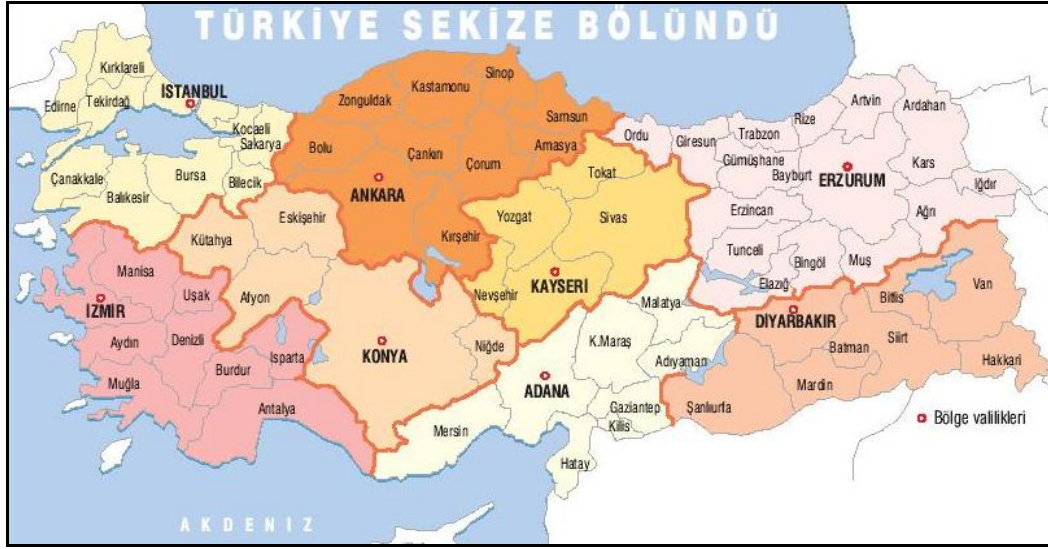 TÜRKİYE SEKİZE BÖLÜNDÜ
Kırklareli
Edirne
Tekirdağ
İSTANBUL
Kocaeli
Sakarya
Çanakkale
Bursa
Bilecik
Balıkesir
Zonguldak
Kastamonu
Sinop
Samsun
Bolu
Çankırı
Çorum
Amasya
ANKARA
Kırşehir
Ordu
Giresun
Trabzon
Rize
Artvin
Ardahan
Gümüşhane
Bayburt
ERZURUM
Kars
Iğdır
Erzincan
Ağrı
Tunceli
Bingöl
Muş
Elazığ
Tokat
Yozgat
Sivas
Nevşehir
KAYSERİ
Eskişehir
Kütahya
Afyon
KONYA
Niğde
Manisa
Uşak
İZMİR
Aydın
Denizli
Isparta
Burdur
Muğla
Antalya
Malatya
K.Maraş
Adıyaman
ADANA
Gaziantep
Kilis
Mersin
Hatay
Bitlis
Van
DİYARBAKIR
Batman
Siirt
Hakkari
Mardin
Şanlıurfa
Bölge valilikleri
AKDENİZ